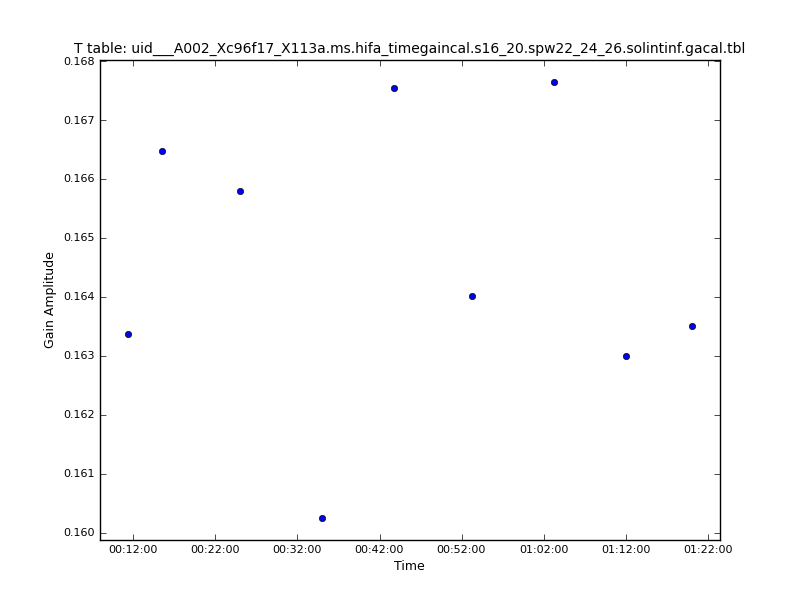 T table: uid___A002_Xc96f17_X113a.ms.hifa_timegaincal.s16_20.spw22_24_26.solintinf.gacal.tbl
0.168
0.167
0.166
0.165
0.164
0.163
0.162
0.161
0.160
Gain Amplitude
00:12:00 00:22:00 00:32:00 00:42:00 00:52:00 01:02:00 01:12:00 01:22:00
Time